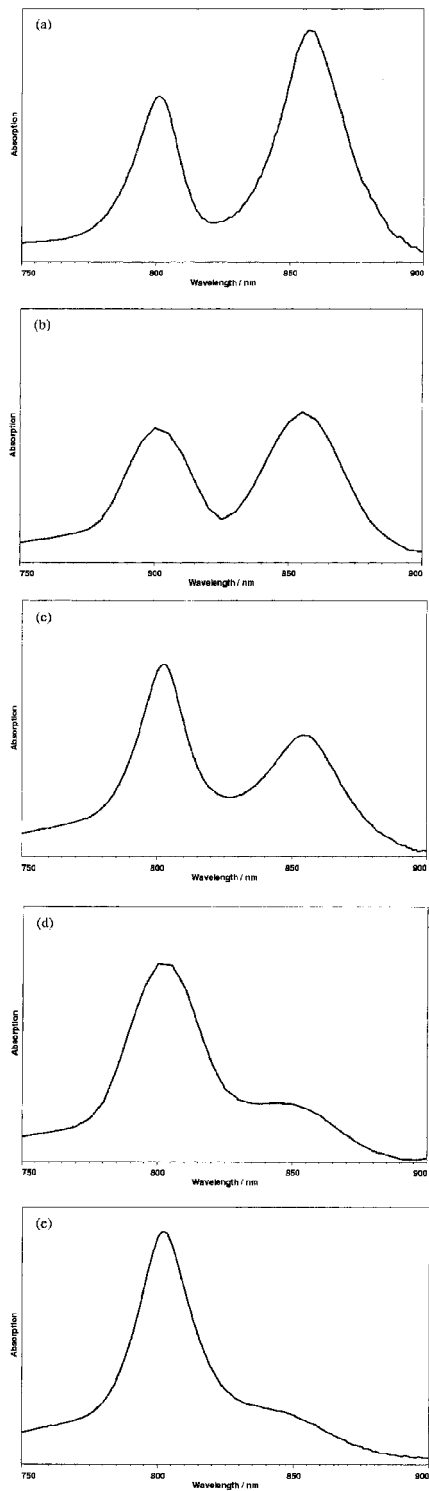 (a)
Absorption
750 800 850 900
Wavelength / nm
(b)
Absorption
750 800 850 900
Wavelength / nm
(c)
Absorption
750 800 850 900
Wavelength / nm
(d)
Absorption
750 800 850 900
Wavelength / nm
(e)
Absorption
750 800 850 900
Wavelength / nm